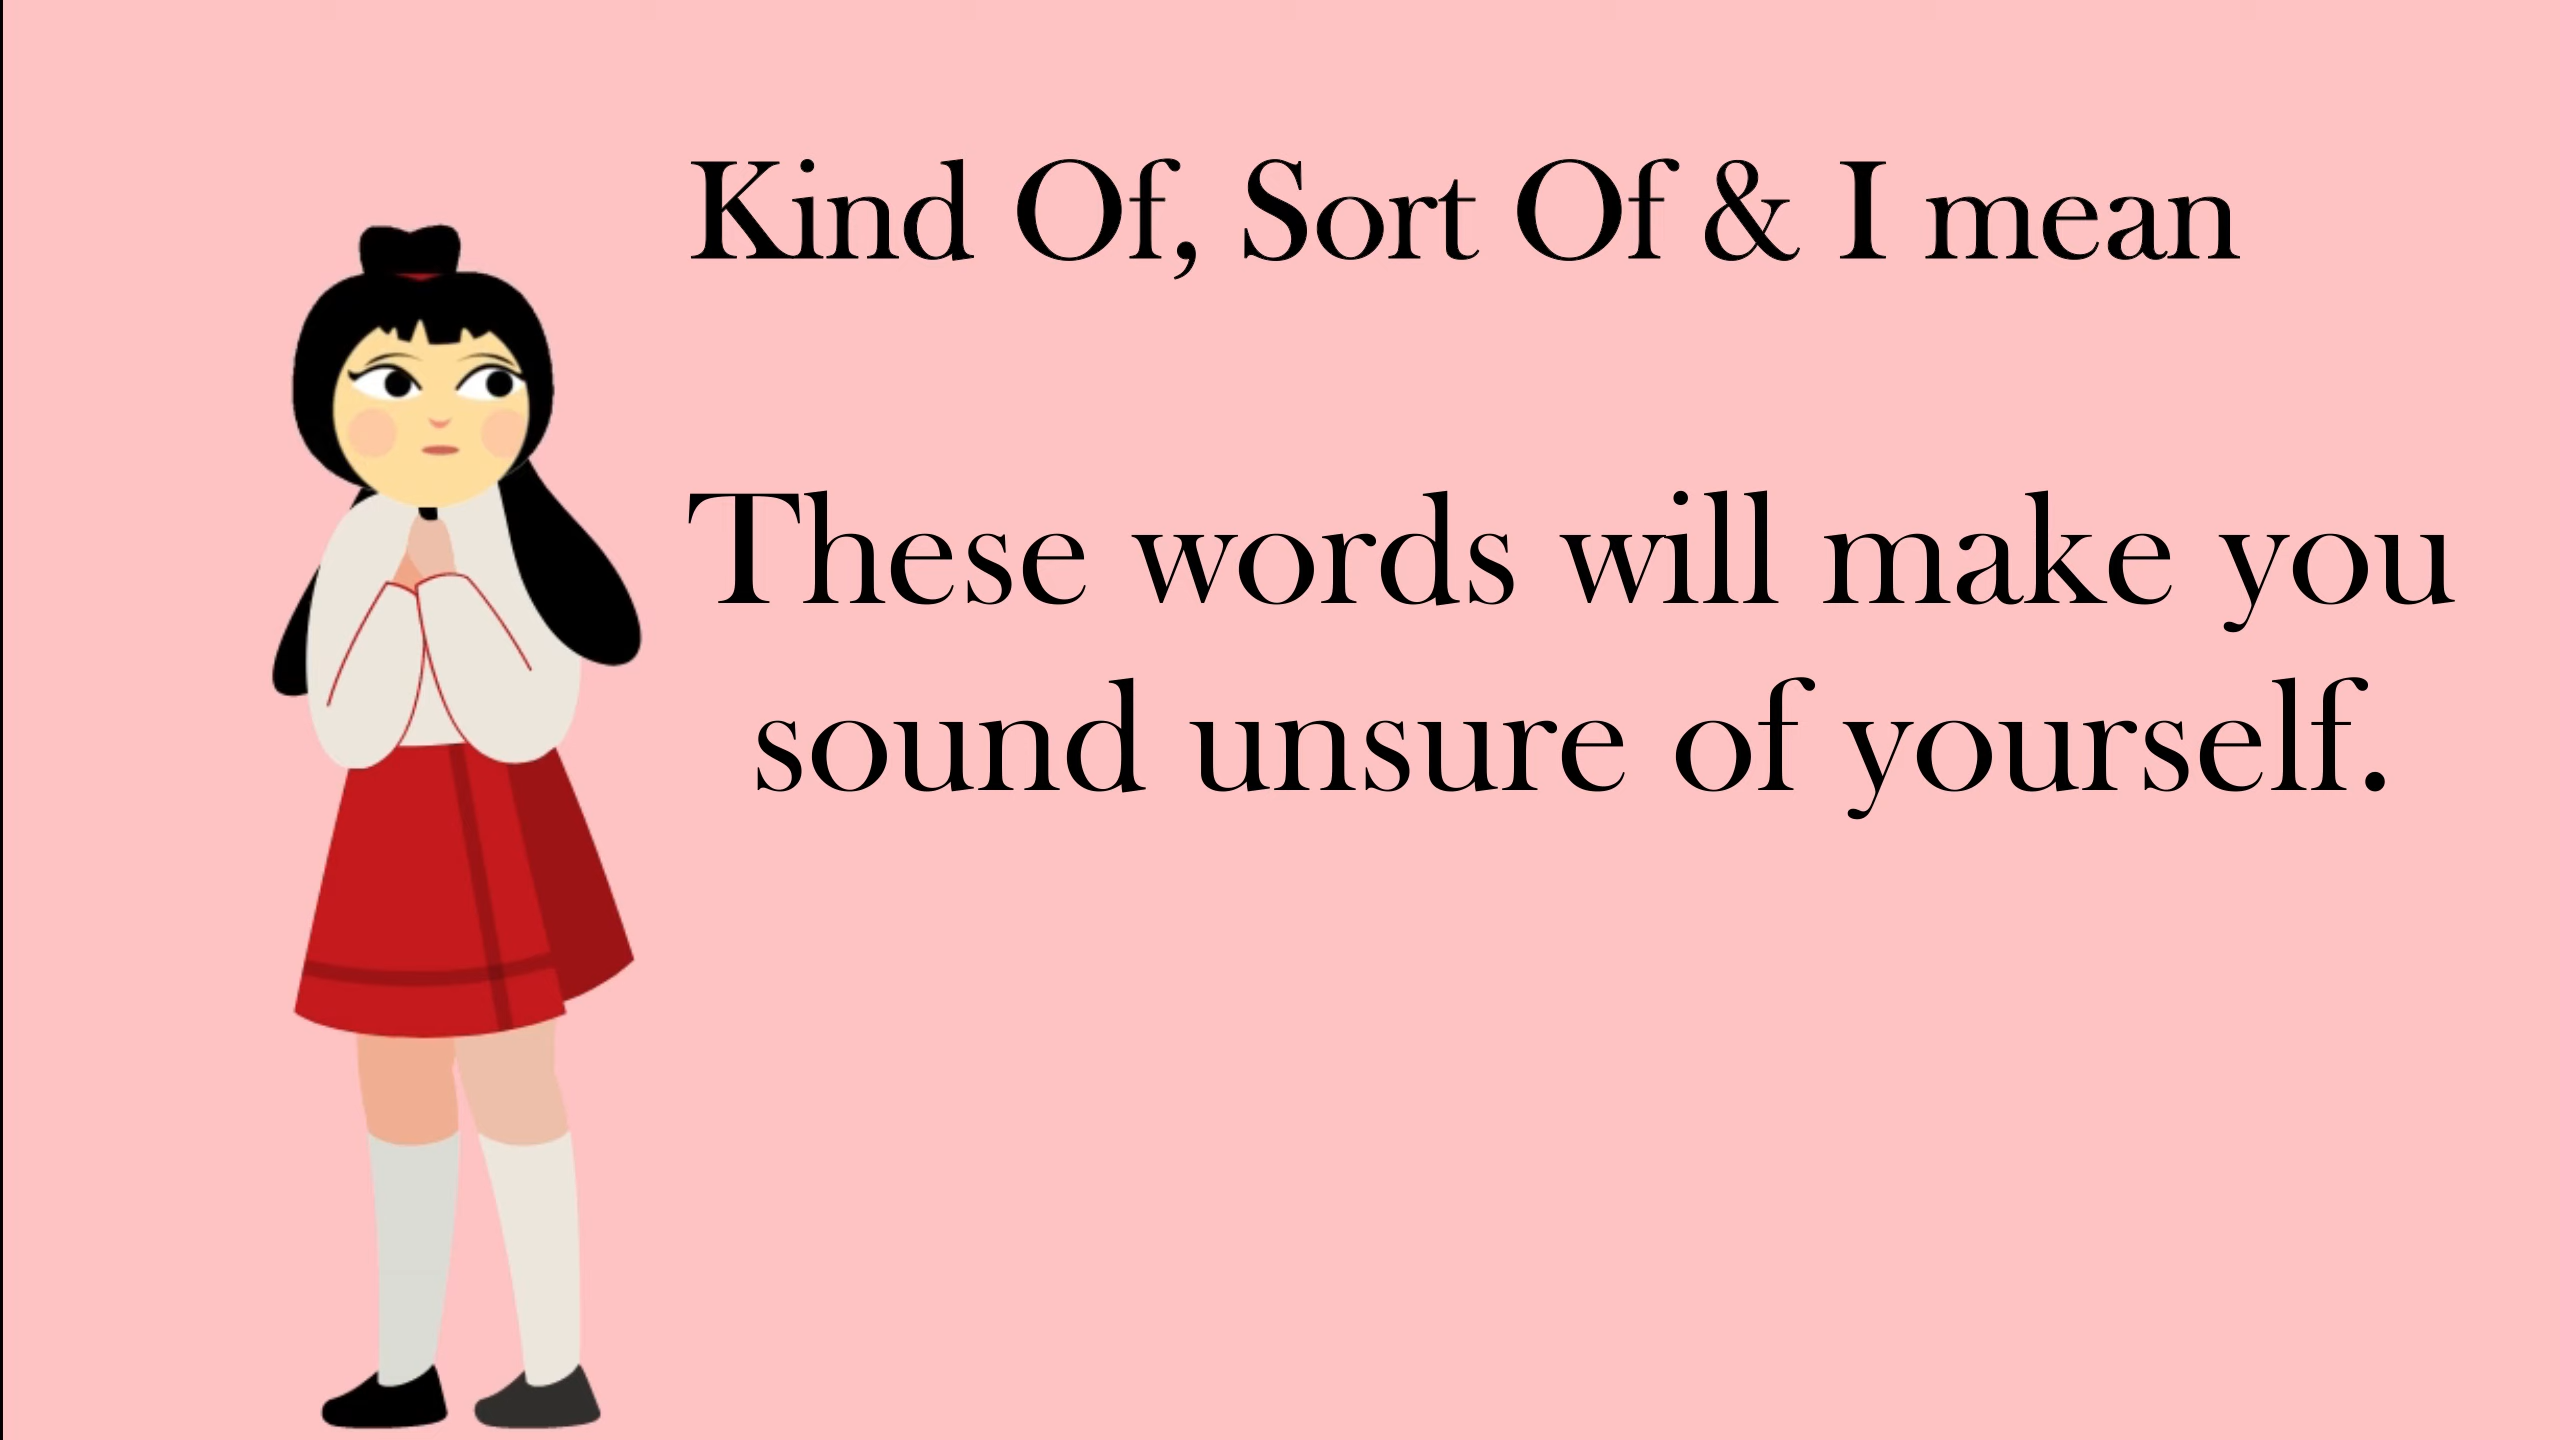 Kind Of, Sort Of & I mean
These words will make you
sound unsure of yourself.